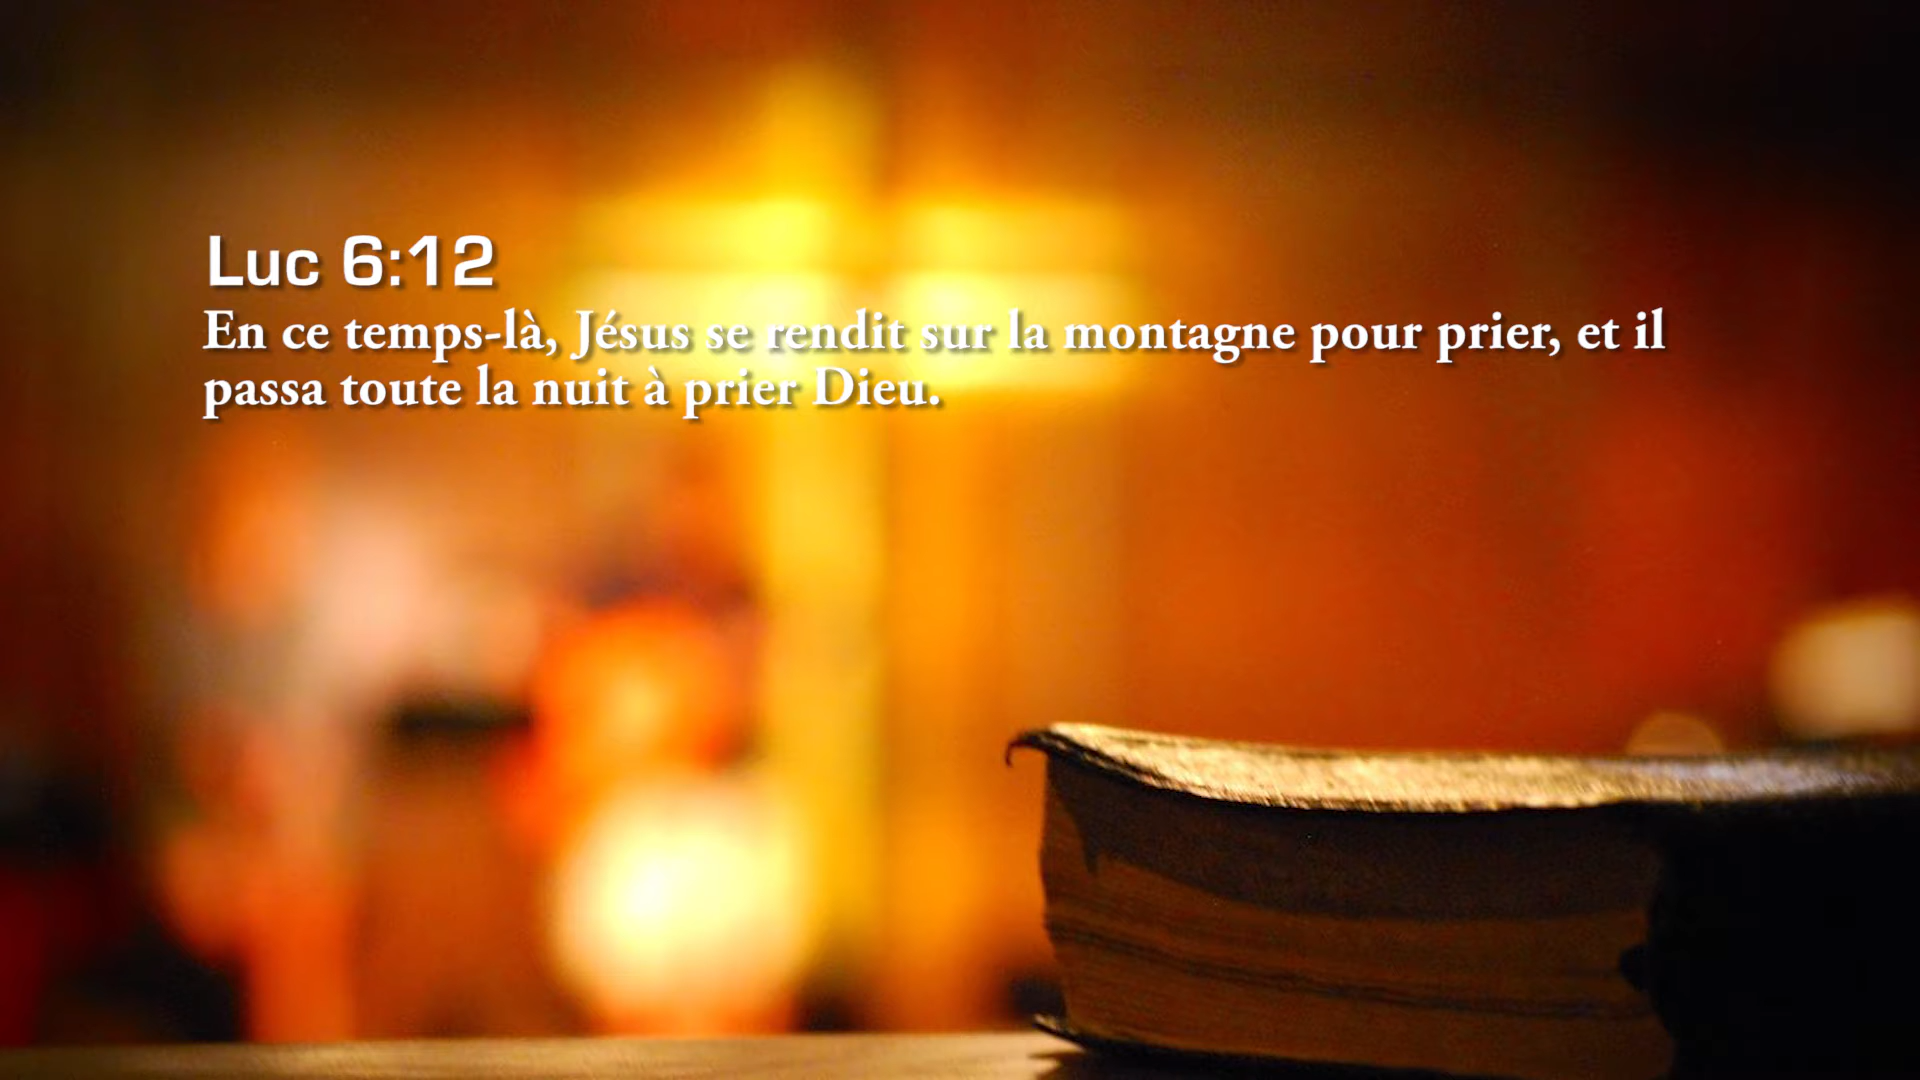 Luc 6:12
En ce temps-là, Jésus se rendit sur la montagne pour prier, et il
passa toute la nuit à prier Dieu.